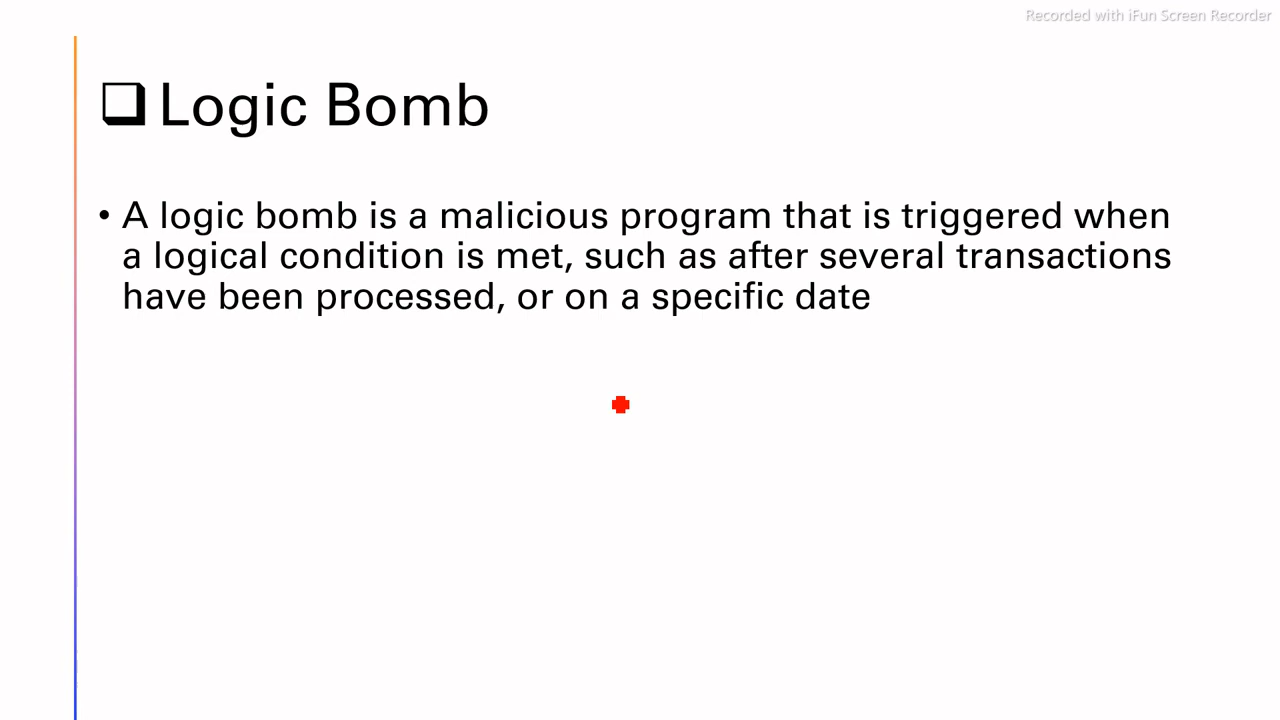 Recorded with iFun Screen Recorder
Logic Bomb
• A logic bomb is a malicious program that is triggered when
a logical condition is met, such as after several transactions
have been processed, or on a specific date